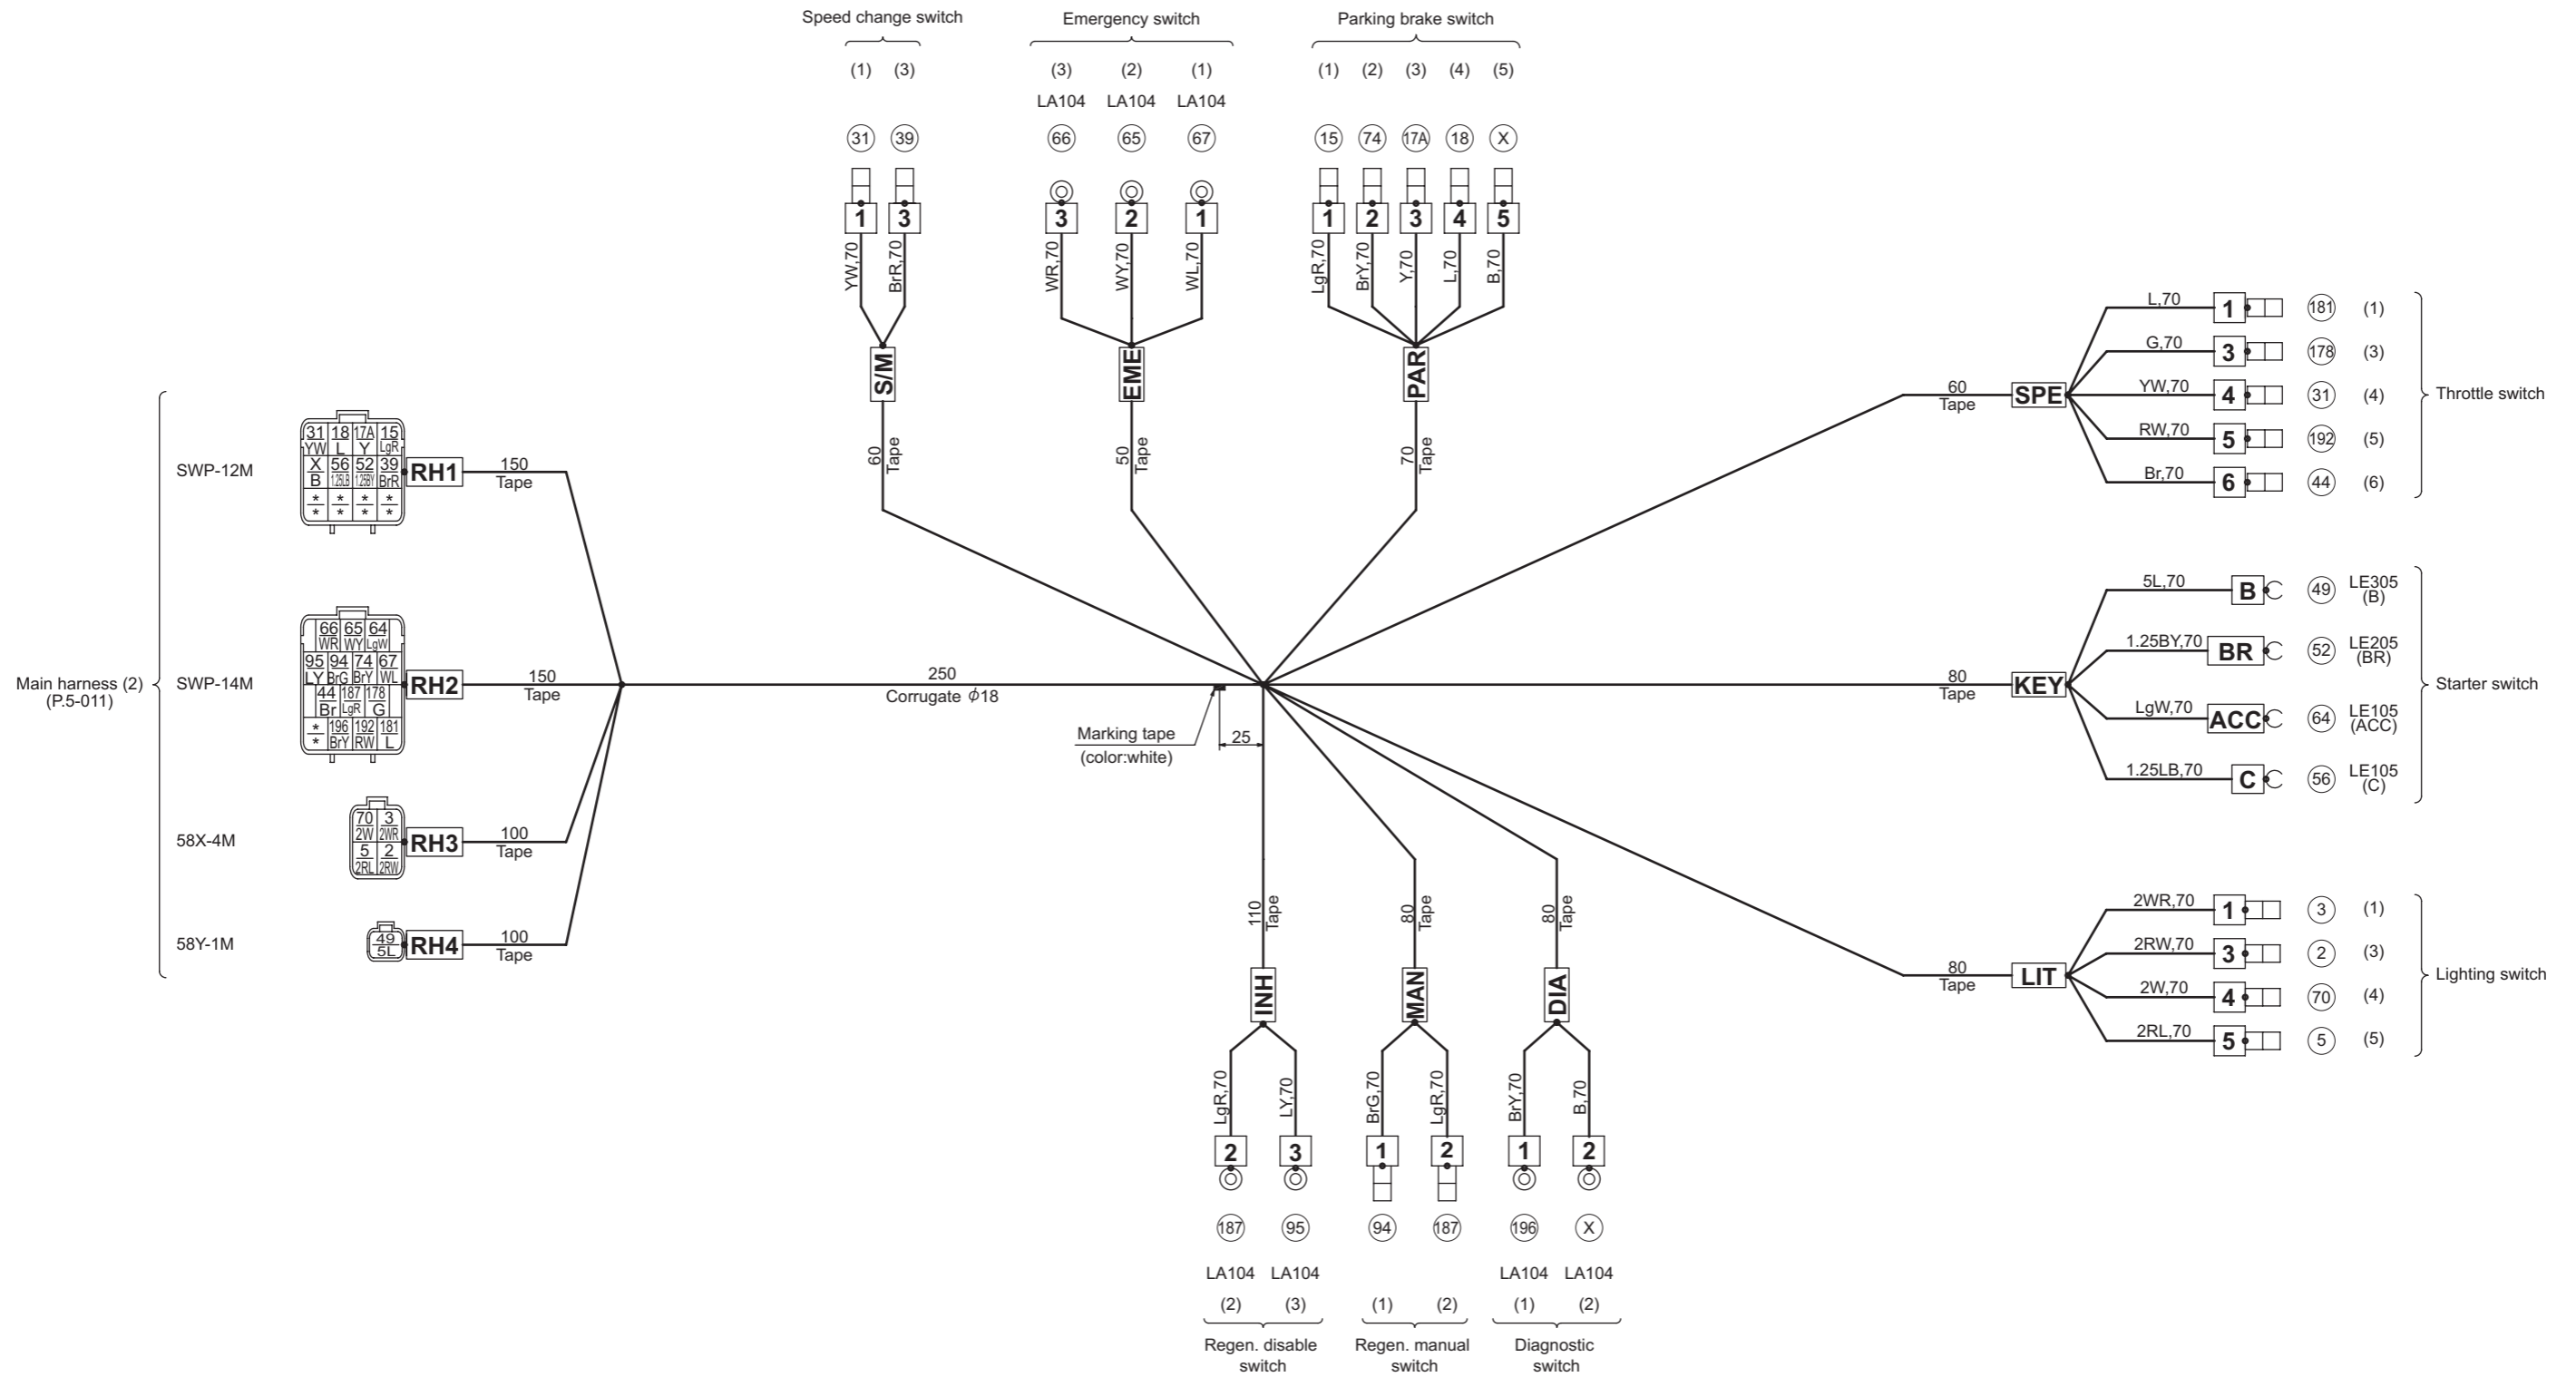 Speed change switch
Emergency switch
Parking brake switch
(1) (3)
(3) (2) (1)
(1) (2) (3) (4) (5)
LA104 LA104 LA104
31 39
66 65 67
15 74 17A 18 X
1 3
3 2 1
1 2 3 4 5
YW,70 BrR,70
WR,70 WY,70 WL,70
LgR,70 BrY,70 Y,70 L,70 B,70
S/M
EME
PAR
60 Tape
50 Tape
70 Tape
Main harness (2)
(P.5-011)
SWP-12M
31 18 17A 15
YW L Y LgR
X 56 52 39
B 1.25LB 1.25BY BrR
* * * *
* * * *
RH1
150
Tape
SWP-14M
66 65 64
WR WY LgW
95 94 74 67
LY BrG BrY WL
44 187 178
Br LgR G
* 196 192 181
* BrY RW L
RH2
150
Tape
58X-4M
70 3
2W 2WR
5 2
2RL 2RW
RH3
100
Tape
58Y-1M
49
5L
RH4
100
Tape
250
Corrugate ϕ18
Marking tape
(color:white)
25
60
Tape
SPE
L,70 1 181 (1)
G,70 3 178 (3)
YW,70 4 31 (4)
RW,70 5 192 (5)
Br,70 6 44 (6)
Throttle switch
80
Tape
KEY
5L,70 B 49 LE305
(B)
1.25BY,70 BR 52 LE205
(BR)
LgW,70 ACC 64 LE105
(ACC)
1.25LB,70 C 56 LE105
(C)
Starter switch
80
Tape
LIT
2WR,70 1 3 (1)
2RW,70 3 2 (3)
2W,70 4 70 (4)
2RL,70 5 5 (5)
Lighting switch
110 Tape
80 Tape
80 Tape
INH
MAN
DIA
LgR,70 LY,70
BrG,70 LgR,70
BrY,70 B,70
2 3
1 2
1 2
187 95
94 187
196 X
LA104 LA104
LA104 LA104
(2) (3)
(1) (2)
(1) (2)
Regen. disable
switch
Regen. manual
switch
Diagnostic
switch